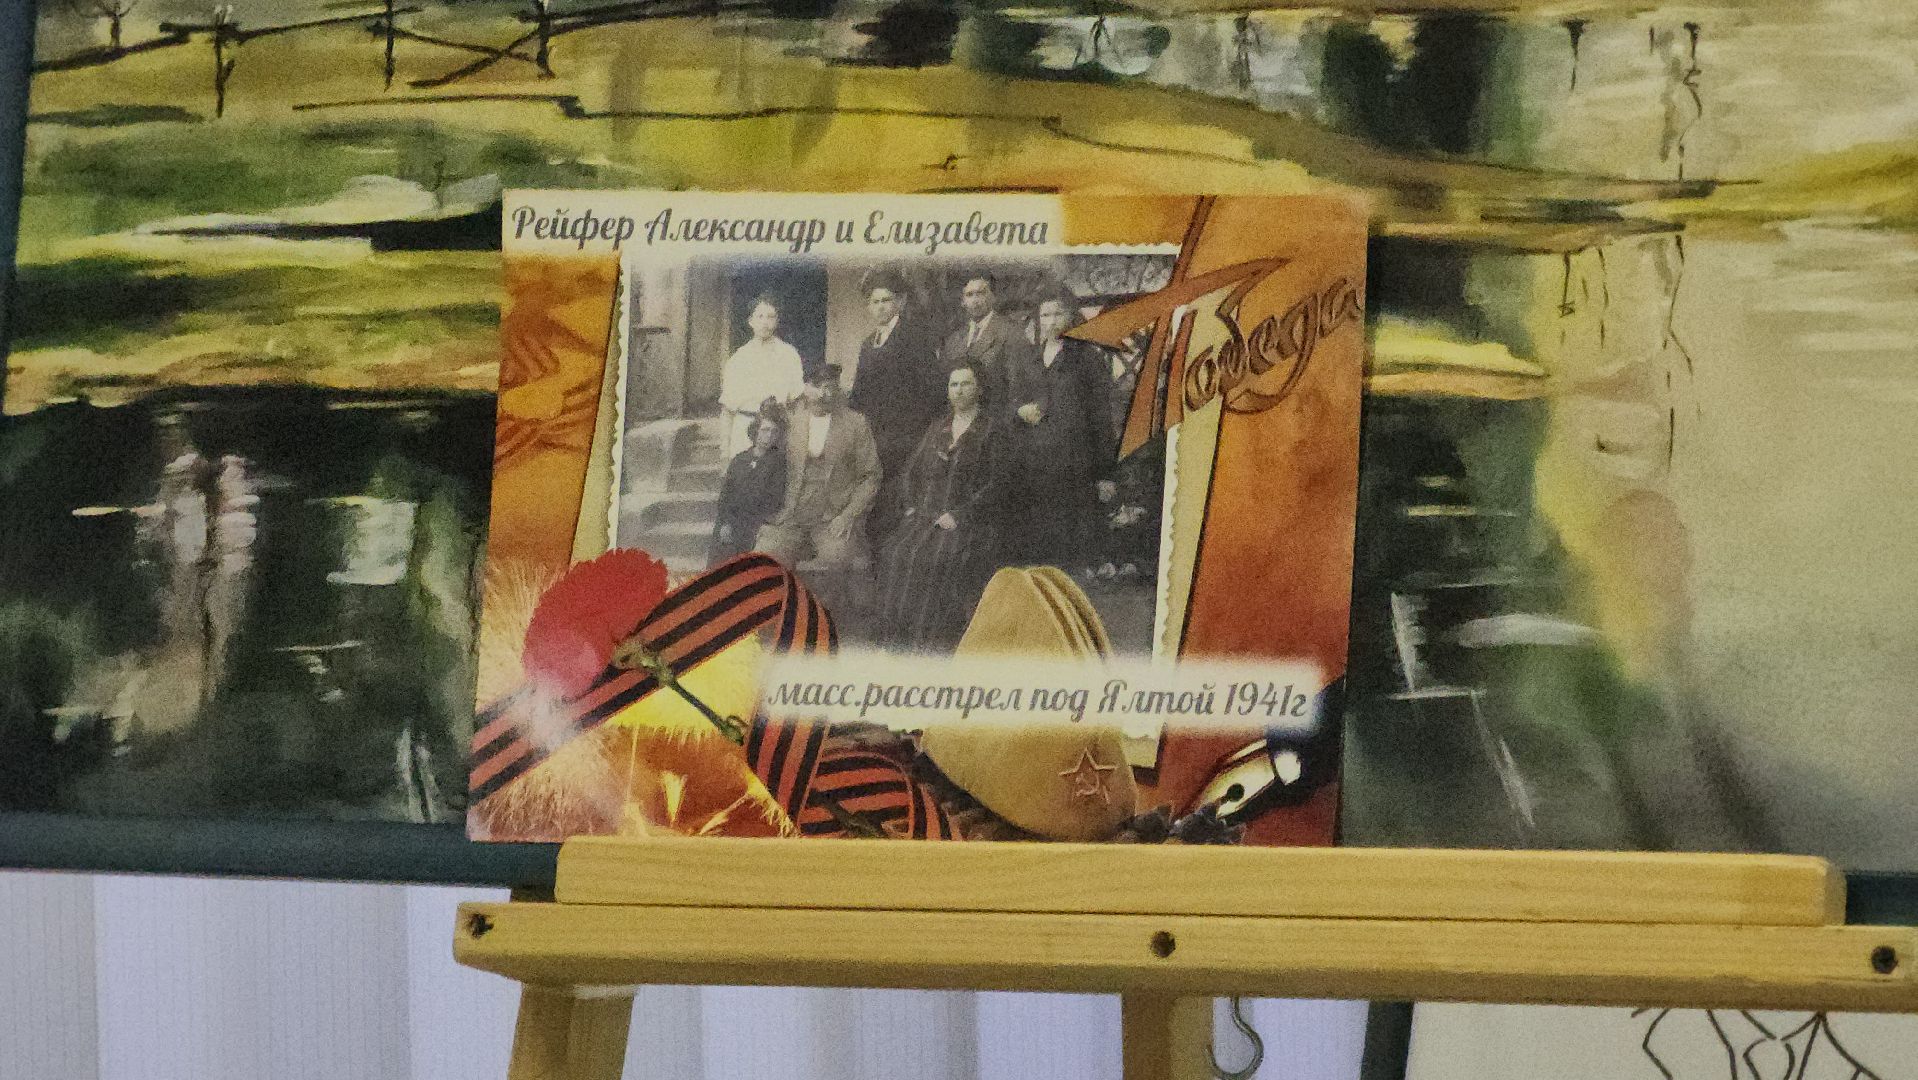 Рейфер Александр и Елизавета
Победа
масс.расстрел под Ялтой 1941г